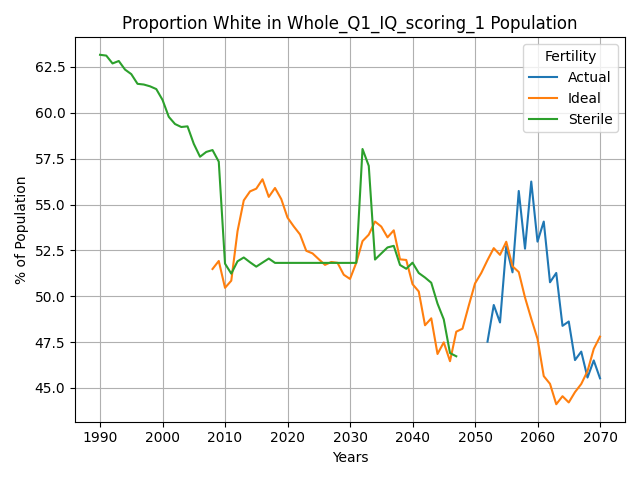 Proportion White in Whole_Q1_IQ_scoring_1 Population
% of Population
62.5
60.0
57.5
55.0
52.5
50.0
47.5
45.0
Fertility
Actual
Ideal
Sterile
1990
2000
2010
2020
2030
2040
2050
2060
2070
Years